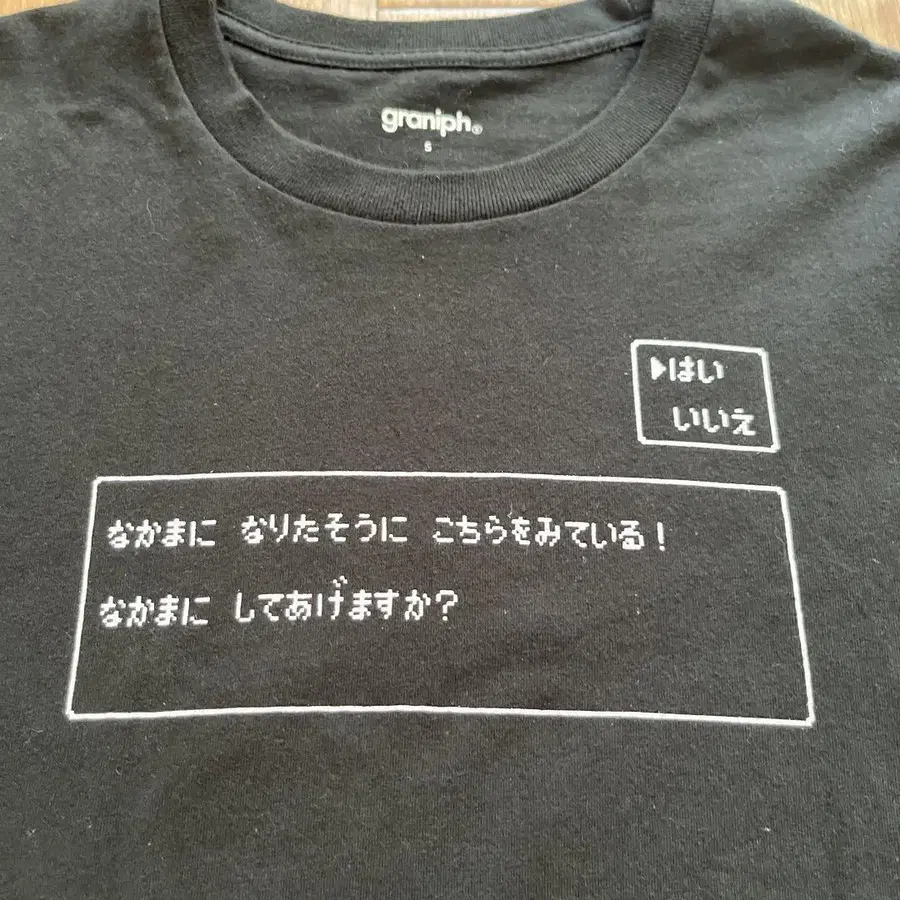 graniph®
S
▶はい
いいえ
なかまに なりたそうに こちらをみている！
なかまに してあげますか？